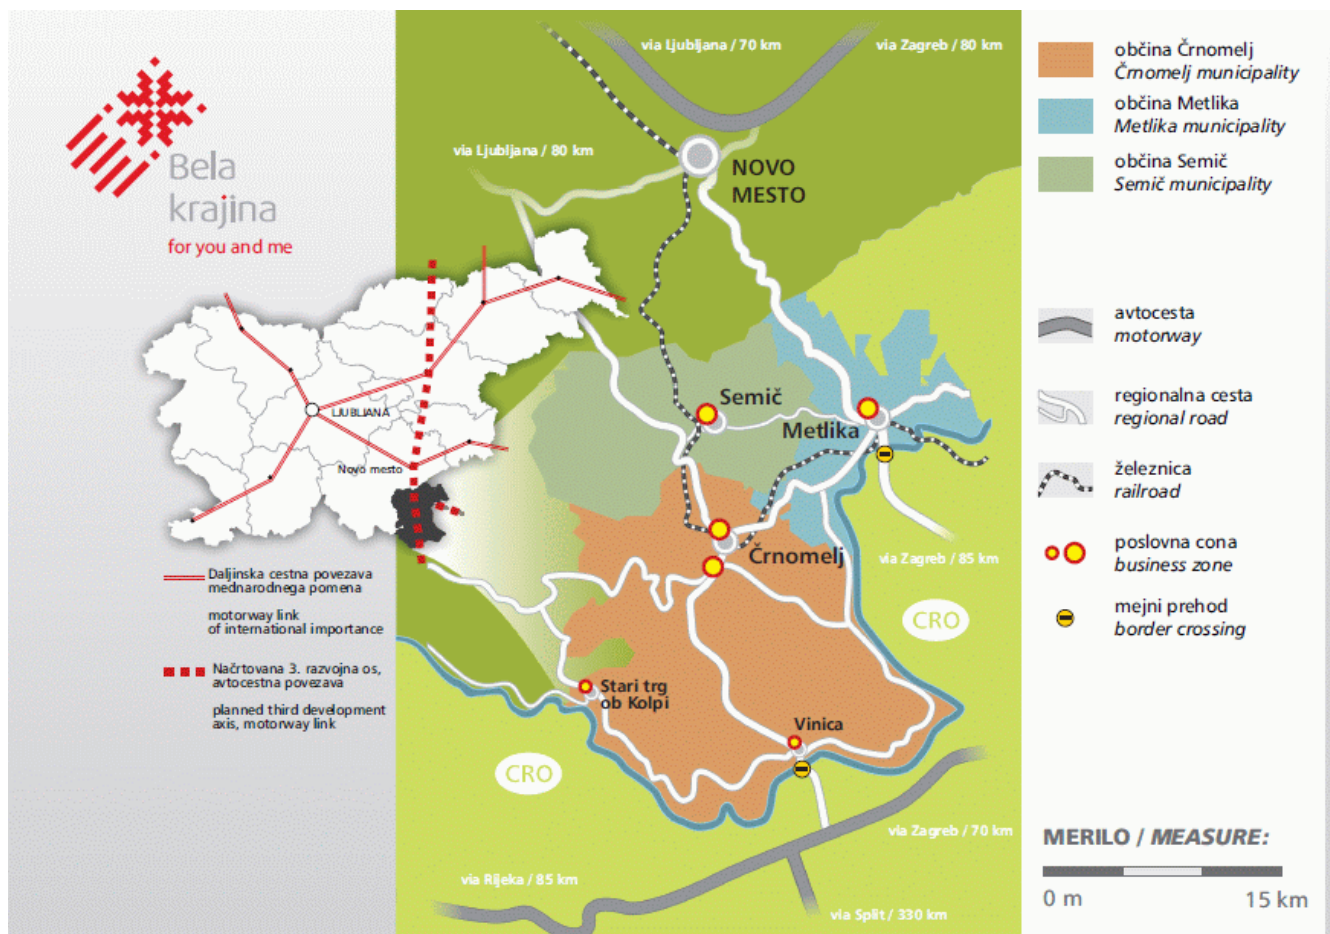 Bela
krajina
for you and me
via Ljubljana / 70 km
via Zagreb / 80 km
via Ljubljana / 80 km
NOVO
MESTO
LJUBLJANA
Novo mesto
Semič
Metlika
Črnomelj
via Zagreb / 85 km
CRO
Stari trg
ob Kolpi
Vinica
CRO
via Zagreb / 70 km
via Rijeka / 85 km
via Split / 330 km
Daljinska cestna povezava
mednarodnega pomena
motorway link
of international importance
Načrtovana 3. razvojna os,
avtocestna povezava
planned third development
axis, motorway link
občina Črnomelj
Črnomelj municipality
občina Metlika
Metlika municipality
občina Semič
Semič municipality
avtocesta
motorway
regionalna cesta
regional road
železnica
railroad
poslovna cona
business zone
mejni prehod
border crossing
MERILO / MEASURE:
0 m
15 km